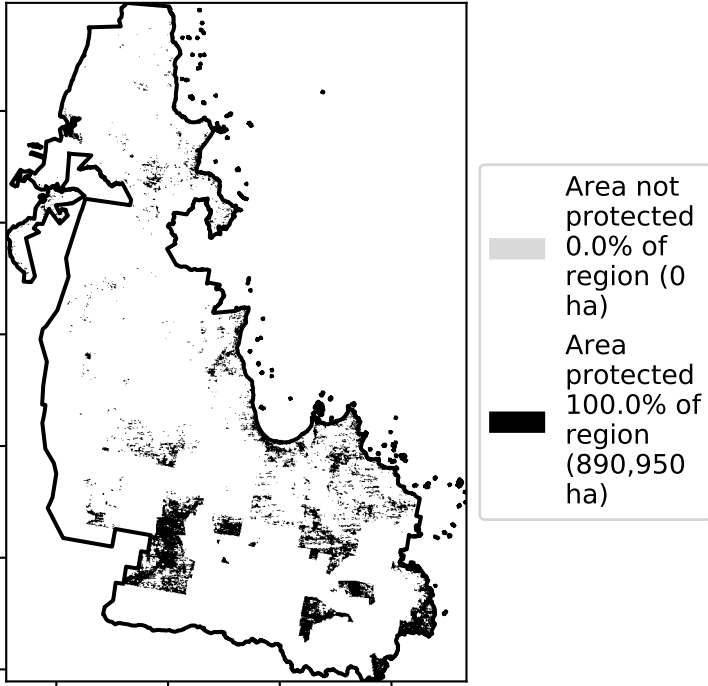 Area not
protected
0.0% of
region (0
ha)
Area
protected
100.0% of
region
(890,950
ha)